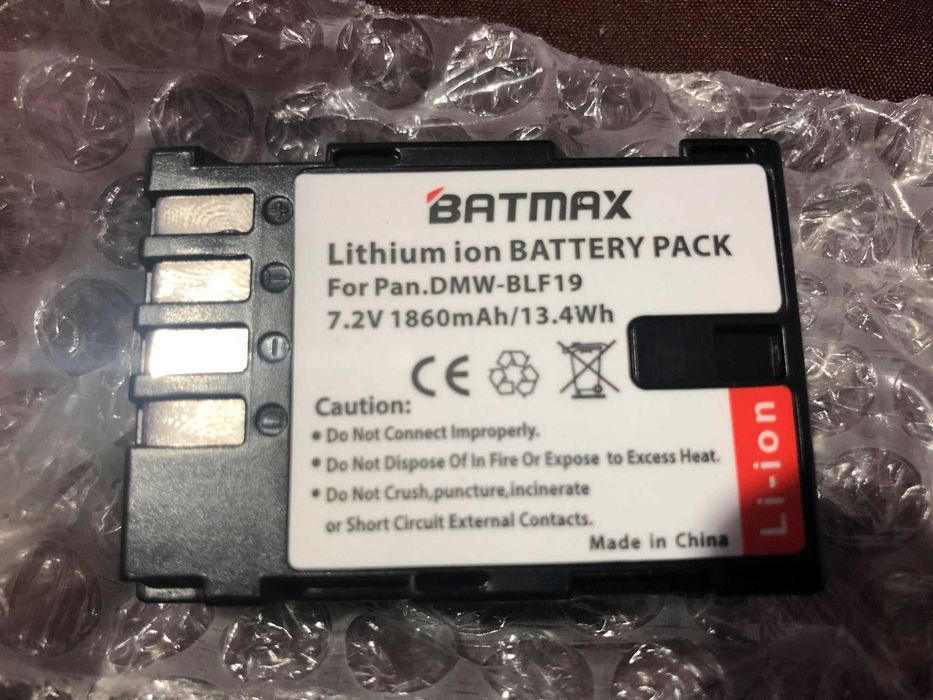 BATMAX
Lithium ion BATTERY PACK
For Pan.DMW-BLF19
7.2V 1860mAh/13.4Wh
CE
Caution:
• Do Not Connect Improperly.
• Do Not Dispose Of In Fire Or Expose to Excess Heat.
• Do Not Crush,puncture,incinerate
or Short Circuit External Contacts.
Made in China
Li-ion